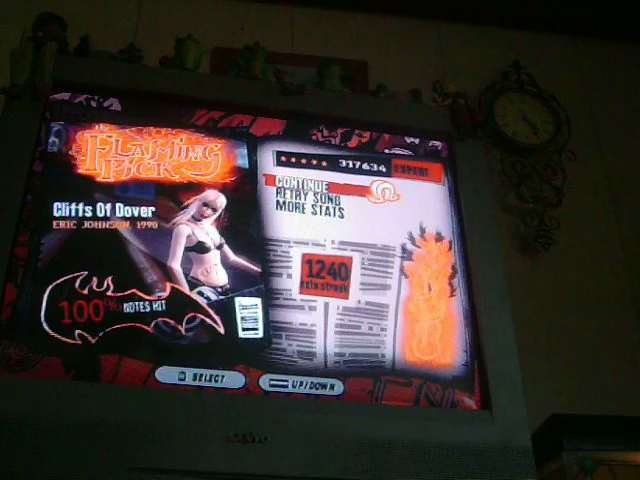 the
FLAMING
PICK
Cliffs Of Dover
ERIC JOHNSON, 1990
100% NOTES HIT
317634 EXPERT
CONTINUE
RETRY SONG
MORE STATS
1240
note streak
SELECT
UP/DOWN